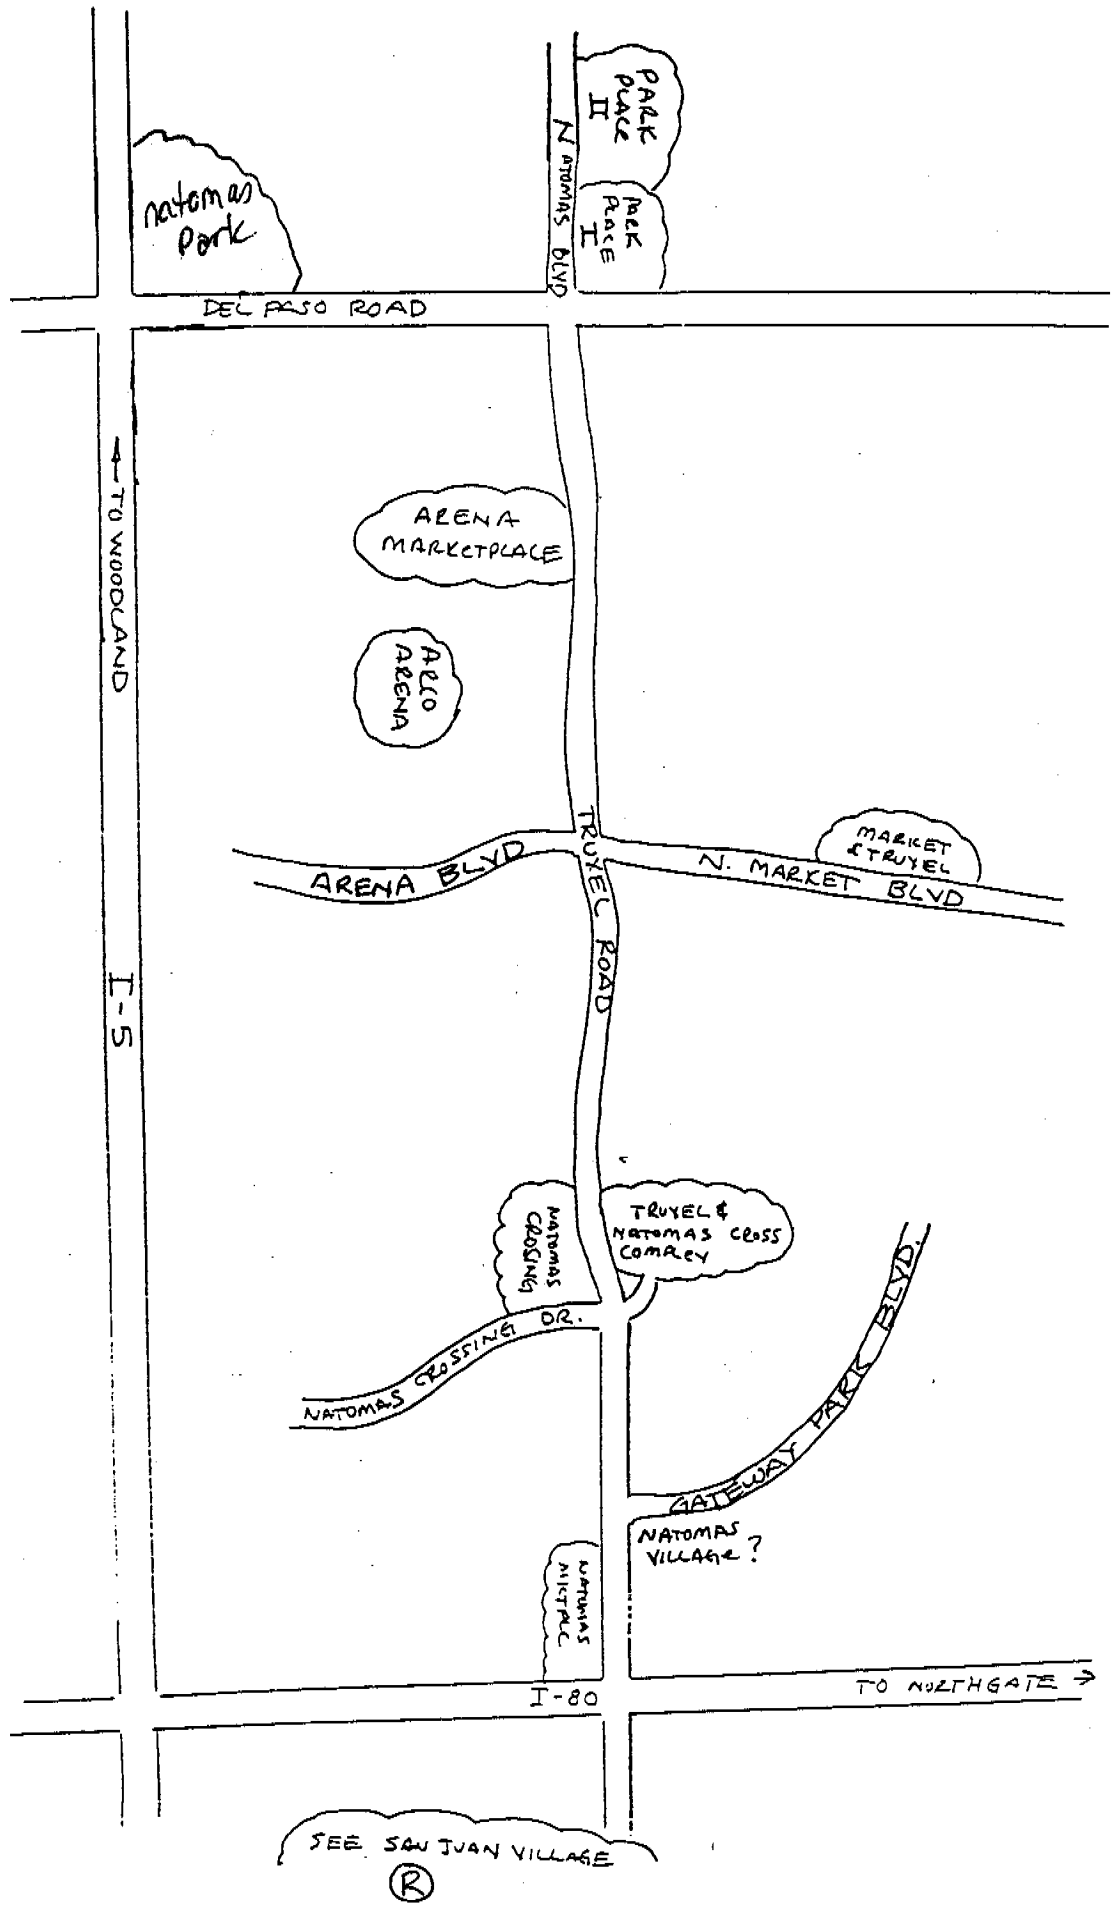 PARK
PLACE
II
NATOMAS BLVD
PARK
PLACE
I
natomas
Park
DEL PASO ROAD
← TO WOODLAND
ARENA
MARKETPLACE
ARCO
ARENA
TRUXEL ROAD
MARKET
& TRUXEL
ARENA BLVD
N. MARKET BLVD
I-5
NATOMAS
CROSSING
TRUXEL &
NATOMAS CROSS
COMPLEX
NATOMAS CROSSING DR.
GATEWAY PARK BLVD.
NATOMAS
VILLAGE?
NATOMAS
MKTPLC
I-80
TO NORTHGATE →
SEE SAN JUAN VILLAGE
R